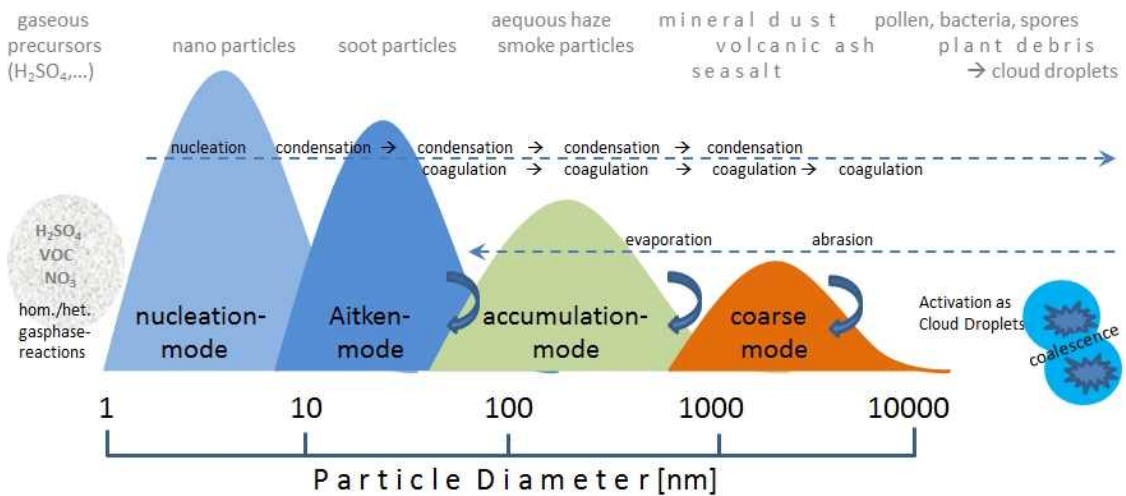 gaseous
precursors
(H₂SO₄,...)
nano particles
soot particles
aequous haze
smoke particles
mineral dust
volcanic ash
seasalt
pollen, bacteria, spores
plant debris
→ cloud droplets
nucleation condensation → condensation → condensation → condensation
coagulation → coagulation → coagulation → coagulation
evaporation abrasion
H₂SO₄
VOC
NO₃
hom./het.
gasphase-
reactions
nucleation-
mode
Aitken-
mode
accumulation-
mode
coarse
mode
Activation as
Cloud Droplets
coalescence
1 10 100 1000 10000
Particle Diameter [nm]